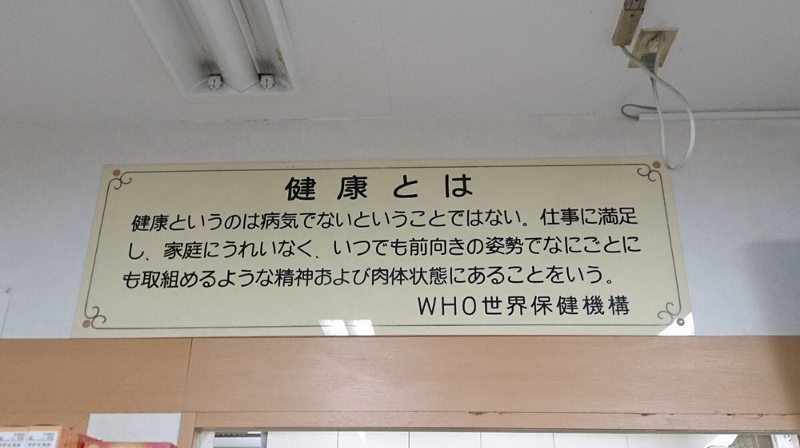 健康とは
健康というのは病気でないということではない。仕事に満足
し、家庭にうれいなく、いつでも前向きの姿勢でなにごとに
も取組めるような精神および肉体状態にあることをいう。
WHO世界保健機構